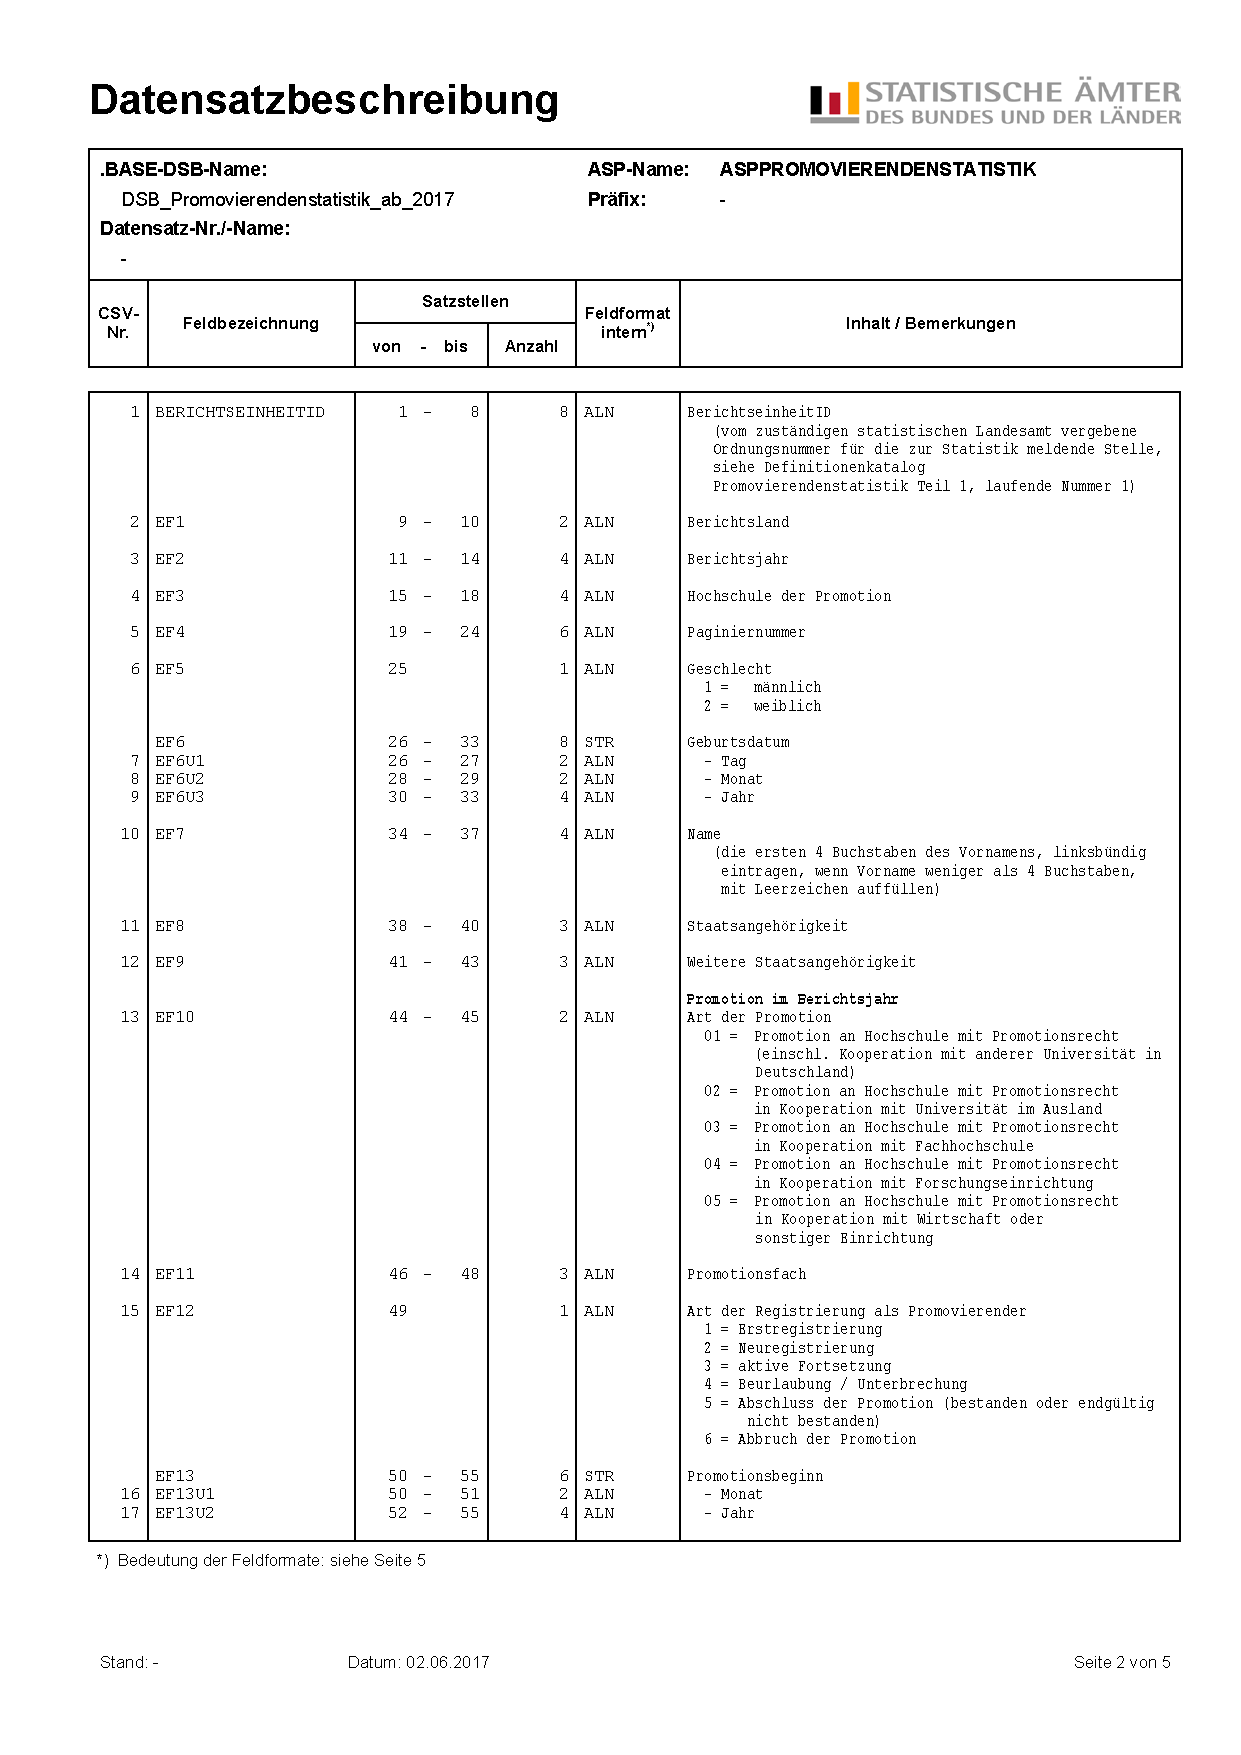 Datensatzbeschreibung
STATISTISCHE ÄMTER
DES BUNDES UND DER LÄNDER
.BASE-DSB-Name: ASP-Name: ASPPROMOVIERENDENSTATISTIK
DSB_Promovierendenstatistik_ab_2017 Präfix: -
Datensatz-Nr./-Name:
-
CSV-Nr. Feldbezeichnung Satzstellen von - bis Anzahl Feldformat intern*) Inhalt / Bemerkungen
1 BERICHTSEINHEITID 1 - 8 8 ALN BerichtseinheitID
(vom zuständigen statistischen Landesamt vergebene
Ordnungsnummer für die zur Statistik meldende Stelle,
siehe Definitionenkatalog
Promovierendenstatistik Teil 1, laufende Nummer 1)
2 EF1 9 - 10 2 ALN Berichtsland
3 EF2 11 - 14 4 ALN Berichtsjahr
4 EF3 15 - 18 4 ALN Hochschule der Promotion
5 EF4 19 - 24 6 ALN Paginiernummer
6 EF5 25 1 ALN Geschlecht
1 = männlich
2 = weiblich
EF6 26 - 33 8 STR Geburtsdatum
7 EF6U1 26 - 27 2 ALN - Tag
8 EF6U2 28 - 29 2 ALN - Monat
9 EF6U3 30 - 33 4 ALN - Jahr
10 EF7 34 - 37 4 ALN Name
(die ersten 4 Buchstaben des Vornamens, linksbündig
eintragen, wenn Vorname weniger als 4 Buchstaben,
mit Leerzeichen auffüllen)
11 EF8 38 - 40 3 ALN Staatsangehörigkeit
12 EF9 41 - 43 3 ALN Weitere Staatsangehörigkeit
Promotion im Berichtsjahr
13 EF10 44 - 45 2 ALN Art der Promotion
01 = Promotion an Hochschule mit Promotionsrecht
(einschl. Kooperation mit anderer Universität in
Deutschland)
02 = Promotion an Hochschule mit Promotionsrecht
in Kooperation mit Universität im Ausland
03 = Promotion an Hochschule mit Promotionsrecht
in Kooperation mit Fachhochschule
04 = Promotion an Hochschule mit Promotionsrecht
in Kooperation mit Forschungseinrichtung
05 = Promotion an Hochschule mit Promotionsrecht
in Kooperation mit Wirtschaft oder
sonstiger Einrichtung
14 EF11 46 - 48 3 ALN Promotionsfach
15 EF12 49 1 ALN Art der Registrierung als Promovierender
1 = Erstregistrierung
2 = Neuregistrierung
3 = aktive Fortsetzung
4 = Beurlaubung / Unterbrechung
5 = Abschluss der Promotion (bestanden oder endgültig
nicht bestanden)
6 = Abbruch der Promotion
EF13 50 - 55 6 STR Promotionsbeginn
16 EF13U1 50 - 51 2 ALN - Monat
17 EF13U2 52 - 55 4 ALN - Jahr
*) Bedeutung der Feldformate: siehe Seite 5
Stand: - Datum: 02.06.2017 Seite 2 von 5